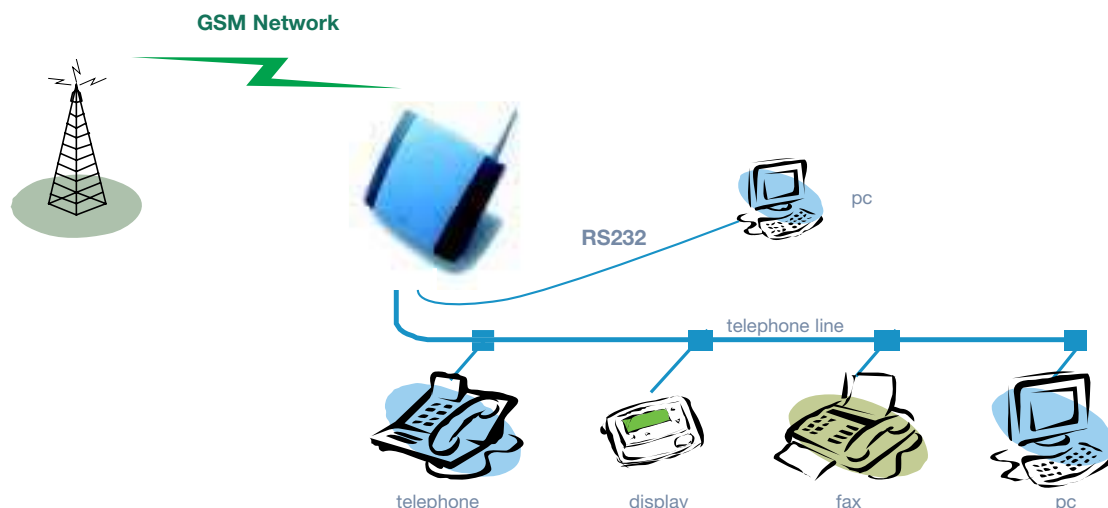 GSM Network
pc
RS232
telephone line
telephone
display
fax
pc